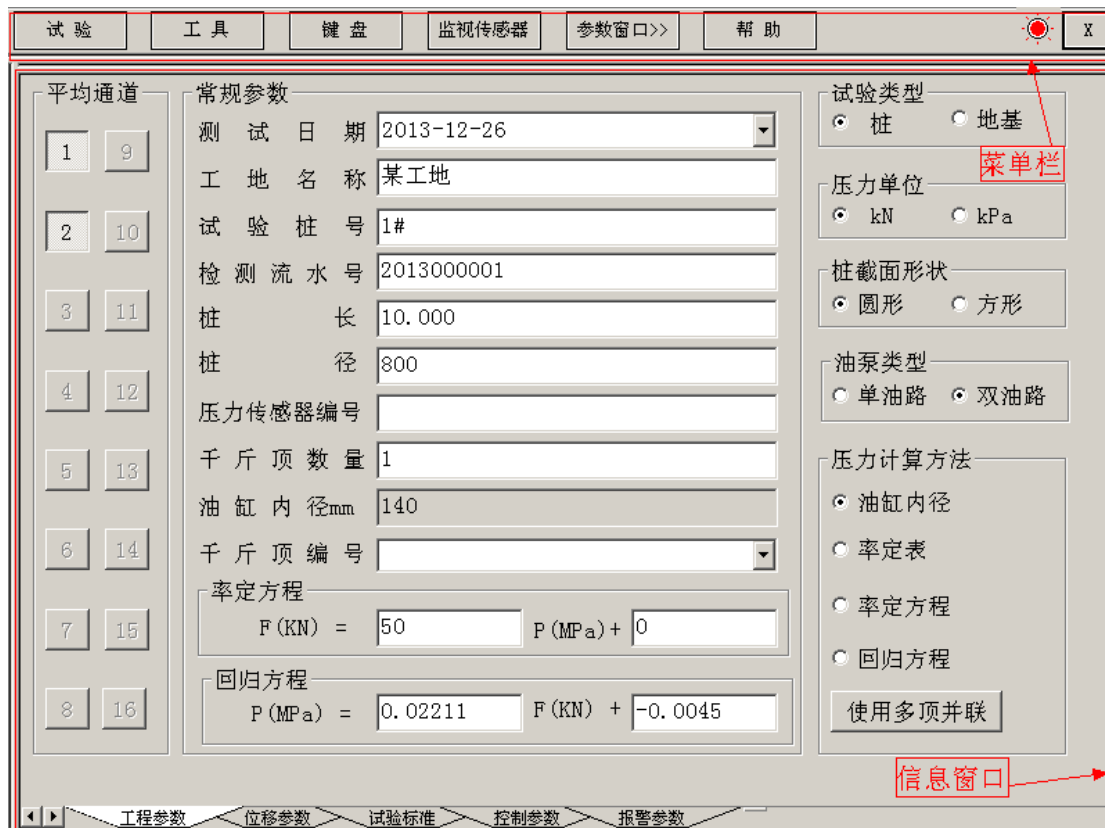 试 验 工 具 键 盘 监视传感器 参数窗口>> 帮 助 X
菜单栏
平均通道
1 9
2 10
3 11
4 12
5 13
6 14
7 15
8 16
常规参数
测 试 日 期 2013-12-26
工 地 名 称 某工地
试 验 桩 号 1#
检 测 流 水 号 2013000001
桩 长 10.000
桩 径 800
压力传感器编号
千 斤 顶 数 量 1
油 缸 内 径mm 140
千 斤 顶 编 号
率定方程
F(KN) = 50 P(MPa)+ 0
回归方程
P(MPa) = 0.02211 F(KN) + -0.0045
试验类型
桩 地基
压力单位
kN kPa
桩截面形状
圆形 方形
油泵类型
单油路 双油路
压力计算方法
油缸内径
率定表
率定方程
回归方程
使用多顶并联
信息窗口
工程参数 位移参数 试验标准 控制参数 报警参数